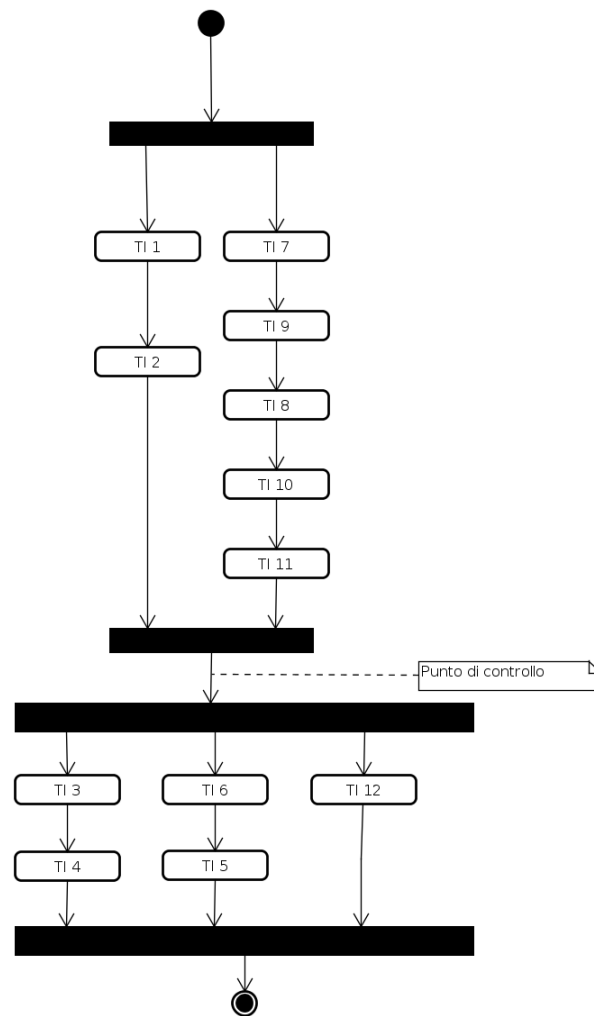 TI 1
TI 7
TI 9
TI 2
TI 8
TI 10
TI 11
Punto di controllo
TI 3
TI 6
TI 12
TI 4
TI 5